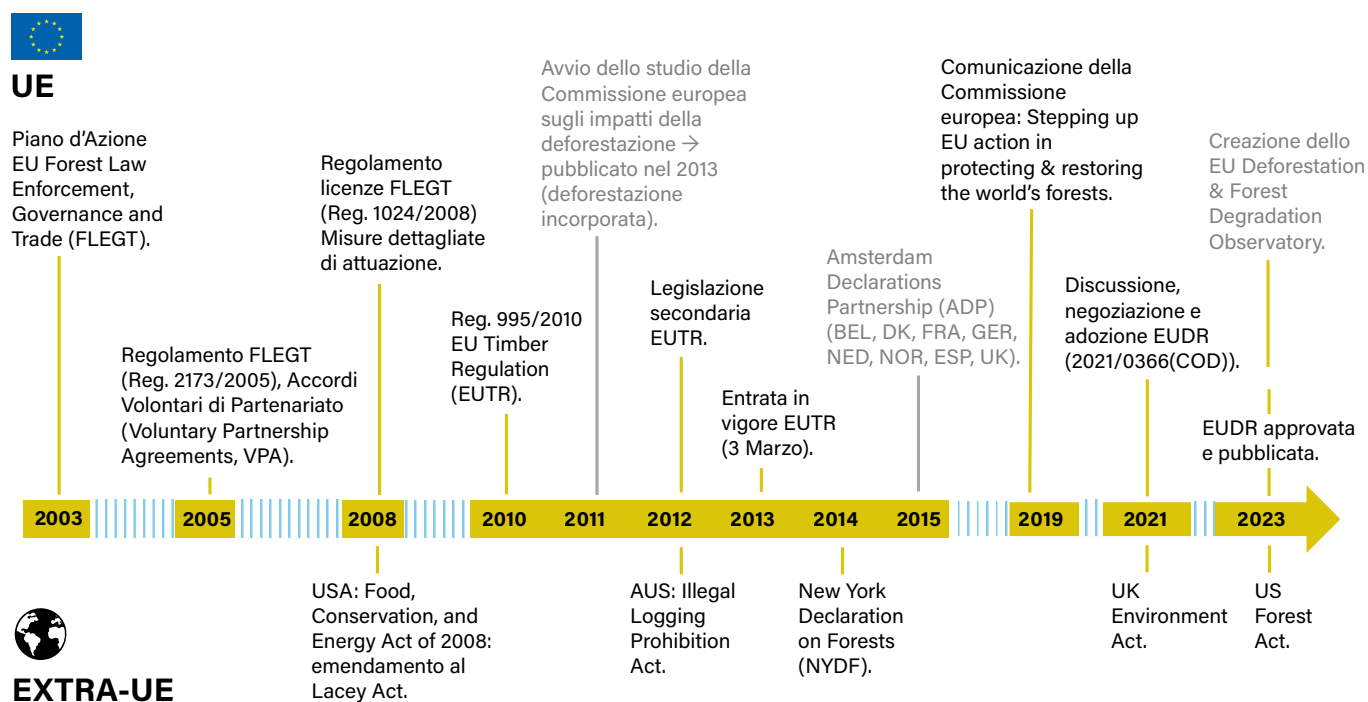 UE
Piano d’Azione
EU Forest Law
Enforcement,
Governance and
Trade (FLEGT).
Regolamento FLEGT
(Reg. 2173/2005), Accordi
Volontari di Partenariato
(Voluntary Partnership
Agreements, VPA).
Regolamento
licenze FLEGT
(Reg. 1024/2008)
Misure dettagliate
di attuazione.
Reg. 995/2010
EU Timber
Regulation
(EUTR).
Avvio dello studio della
Commissione europea
sugli impatti della
deforestazione →
pubblicato nel 2013
(deforestazione
incorporata).
Legislazione
secondaria
EUTR.
Entrata in
vigore EUTR
(3 Marzo).
Amsterdam
Declarations
Partnership (ADP)
(BEL, DK, FRA, GER,
NED, NOR, ESP, UK).
Comunicazione della
Commissione
europea: Stepping up
EU action in
protecting & restoring
the world’s forests.
Discussione,
negoziazione e
adozione EUDR
(2021/0366(COD)).
Creazione dello
EU Deforestation
& Forest
Degradation
Observatory.
EUDR approvata
e pubblicata.
2003
2005
2008
2010
2011
2012
2013
2014
2015
2019
2021
2023
EXTRA-UE
USA: Food,
Conservation, and
Energy Act of 2008:
emendamento al
Lacey Act.
AUS: Illegal
Logging
Prohibition
Act.
New York
Declaration
on Forests
(NYDF).
UK
Environment
Act.
US
Forest
Act.